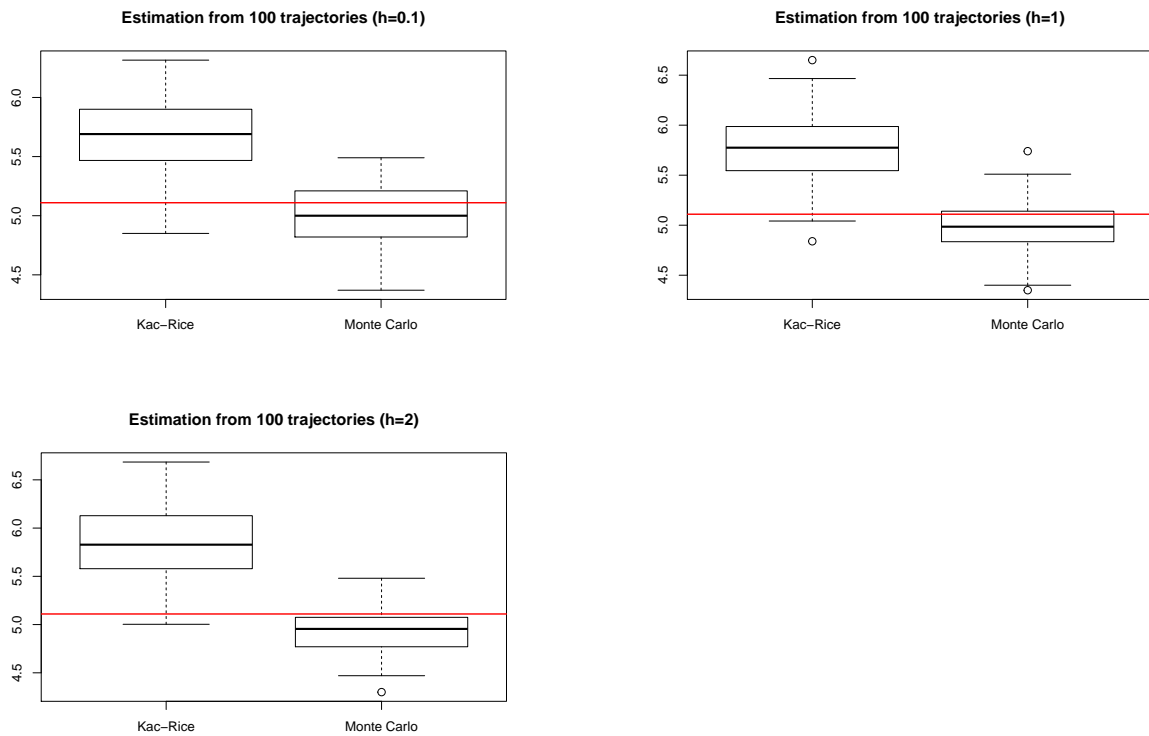 Estimation from 100 trajectories (h=0.1)
6.0
5.5
5.0
4.5
Kac−Rice Monte Carlo
Estimation from 100 trajectories (h=1)
6.5
6.0
5.5
5.0
4.5
Kac−Rice Monte Carlo
Estimation from 100 trajectories (h=2)
6.5
6.0
5.5
5.0
4.5
Kac−Rice Monte Carlo